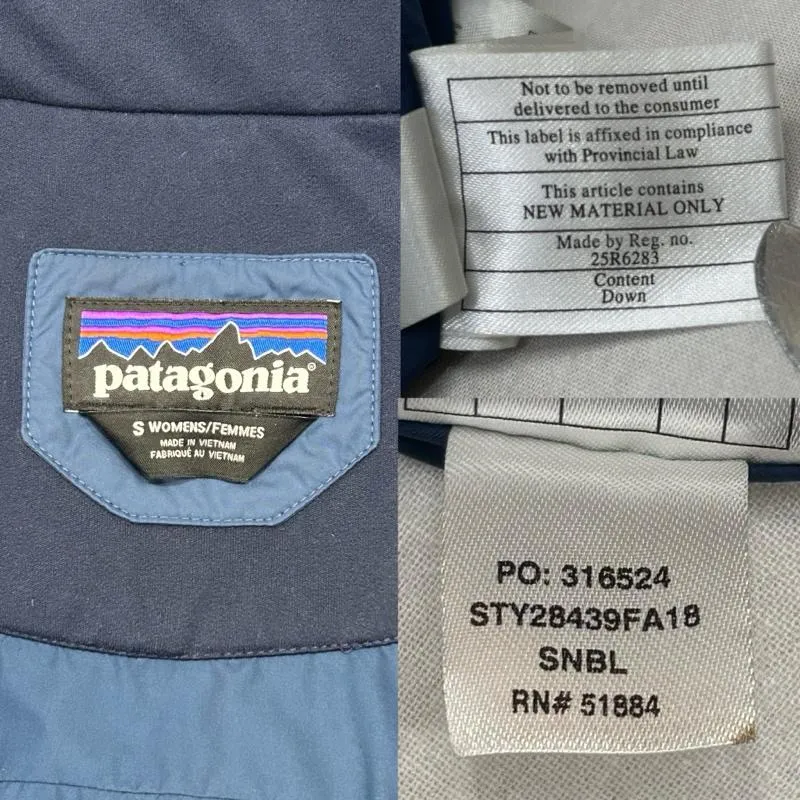 patagonia®
S WOMENS/FEMMES
MADE IN VIETNAM
FABRIQUÉ AU VIETNAM
Not to be removed until
delivered to the consumer
This label is affixed in compliance
with Provincial Law
This article contains
NEW MATERIAL ONLY
Made by Reg. no.
25R6283
Content
Down
PO: 316524
STY28439FA18
SNBL
RN# 51884